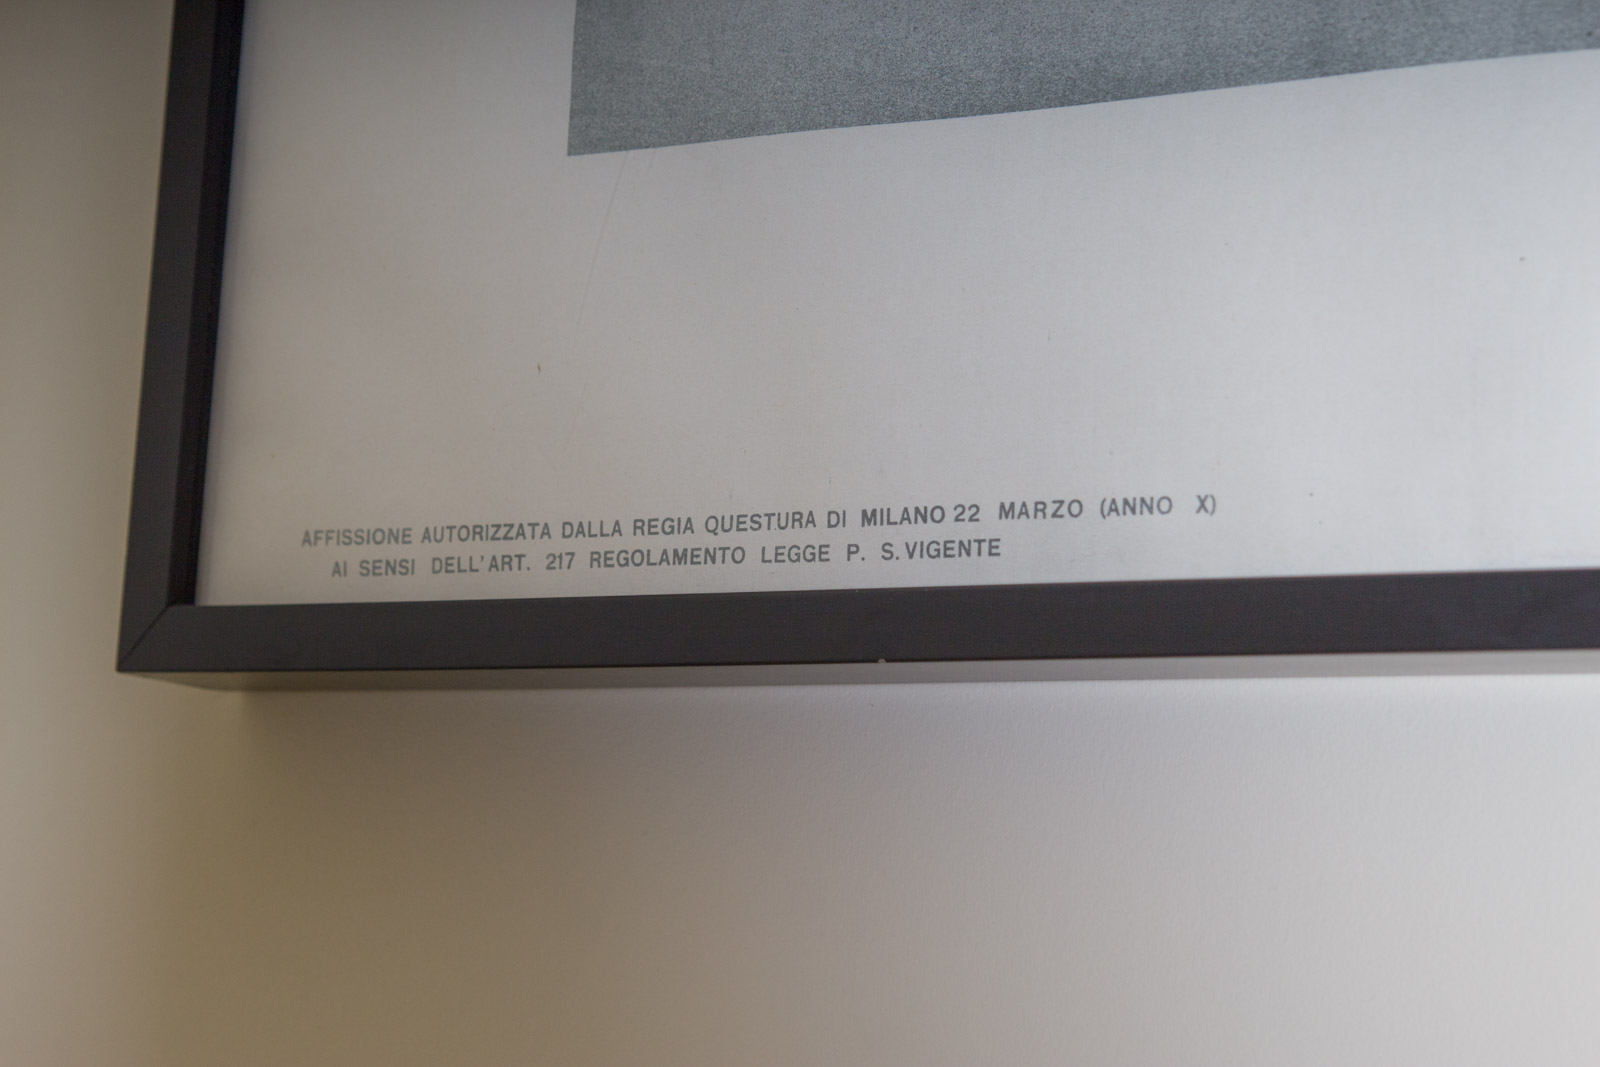 AFFISSIONE AUTORIZZATA DALLA REGIA QUESTURA DI MILANO 22 MARZO (ANNO X)
AI SENSI DELL'ART. 217 REGOLAMENTO LEGGE P. S. VIGENTE